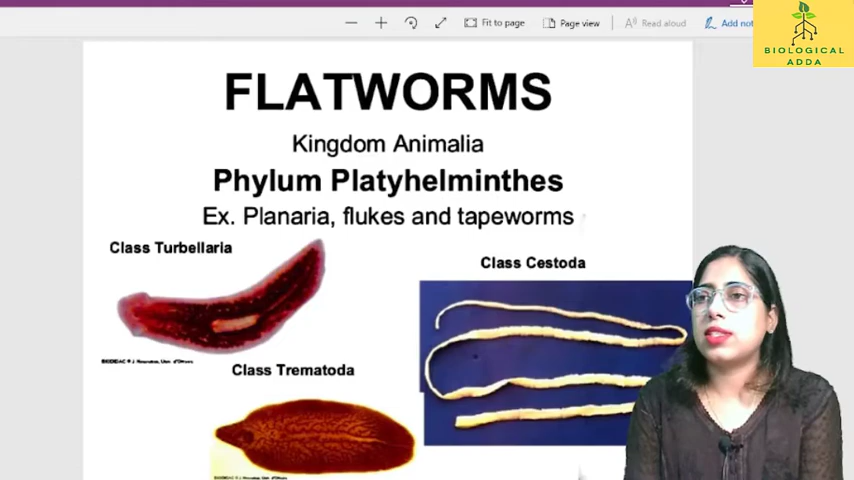 Fit to page
Page view
Read aloud
Add not
BIOLOGICAL
ADDA
FLATWORMS
Kingdom Animalia
Phylum Platyhelminthes
Ex. Planaria, flukes and tapeworms
Class Turbellaria
Class Cestoda
Class Trematoda